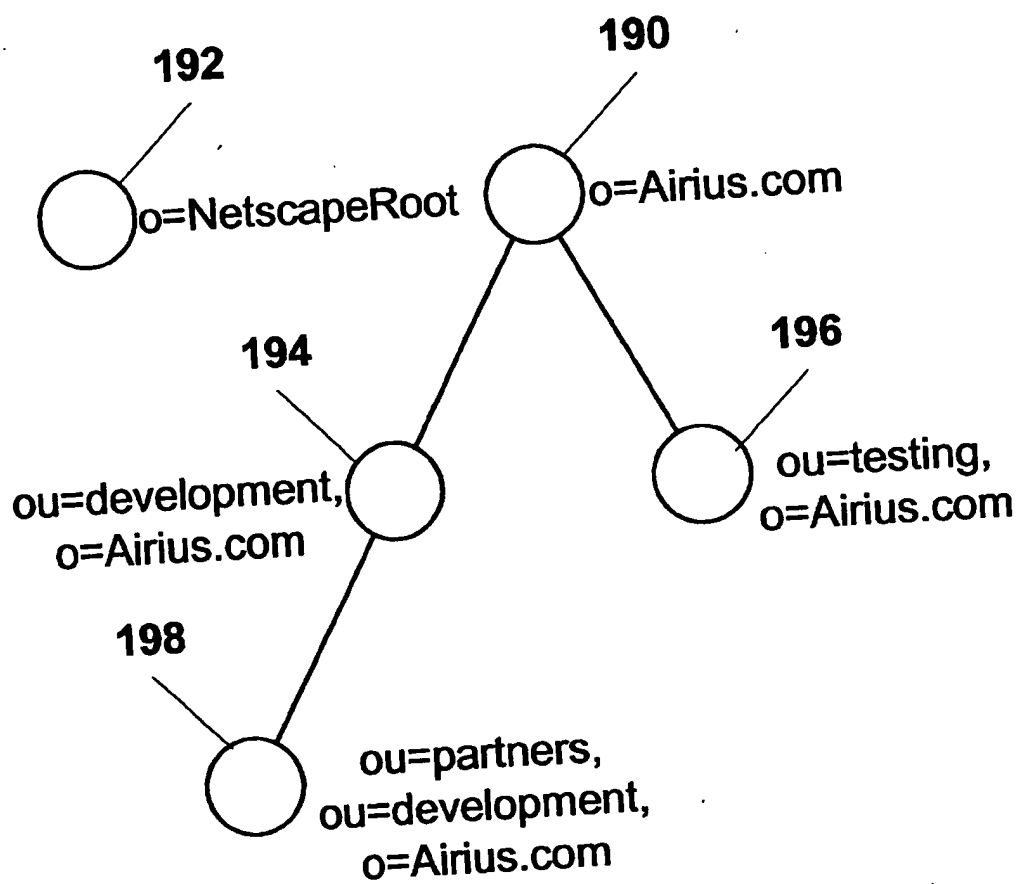 192
190
o=NetscapeRoot
o=Airius.com
194
196
ou=development,
o=Airius.com
ou=testing,
o=Airius.com
198
ou=partners,
ou=development,
o=Airius.com